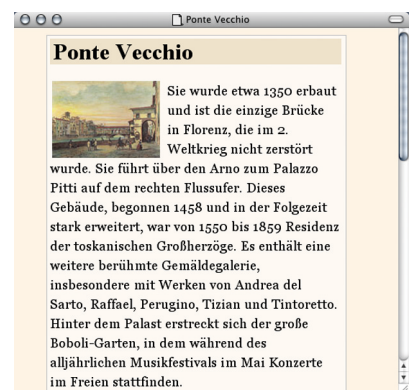 Ponte Vecchio
Ponte Vecchio
Sie wurde etwa 1350 erbaut
und ist die einzige Brücke
in Florenz, die im 2.
Weltkrieg nicht zerstört
wurde. Sie führt über den Arno zum Palazzo
Pitti auf dem rechten Flussufer. Dieses
Gebäude, begonnen 1458 und in der Folgezeit
stark erweitert, war von 1550 bis 1859 Residenz
der toskanischen Großherzöge. Es enthält eine
weitere berühmte Gemäldegalerie,
insbesondere mit Werken von Andrea del
Sarto, Raffael, Perugino, Tizian und Tintoretto.
Hinter dem Palast erstreckt sich der große
Boboli-Garten, in dem während des
alljährlichen Musikfestivals im Mai Konzerte
im Freien stattfinden.